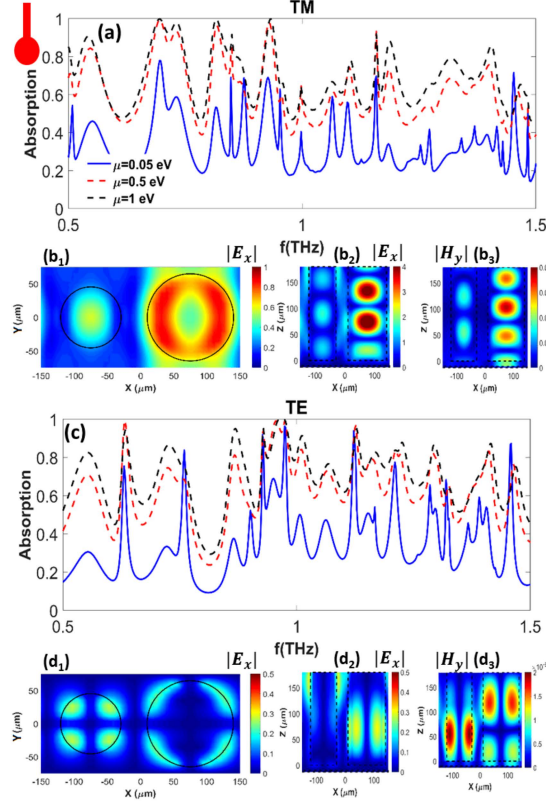 TM
(a)
1
0.8
0.6
0.4
0.2
0
Absorption
μ=0.05 eV
μ=0.5 eV
μ=1 eV
0.5
1
1.5
f(THz)
(b₁)
|Eₓ|
Y(μm)
50
0
-50
-150
-100
-50
0
50
100
150
X (μm)
1
0.8
0.6
0.4
0.2
0
(b₂)
|Eₓ|
Z(μm)
150
100
50
0
-100
0
100
X (μm)
4
3
2
1
0
|Hᵧ|
(b₃)
Z(μm)
150
100
50
0
-100
0
100
X (μm)
TE
(c)
1
0.8
0.6
0.4
0.2
0
Absorption
0.5
1
1.5
f(THz)
(d₁)
|Eₓ|
Y(μm)
50
0
-50
-150
-100
-50
0
50
100
150
X (μm)
0.5
0.4
0.3
0.2
0.1
0
(d₂)
|Eₓ|
Z(μm)
150
100
50
0
-100
0
100
X (μm)
0.5
0.4
0.3
0.2
0.1
0
|Hᵧ|
(d₃)
Z(μm)
150
100
50
0
-100
0
100
X (μm)
1.5
1
0.5
0